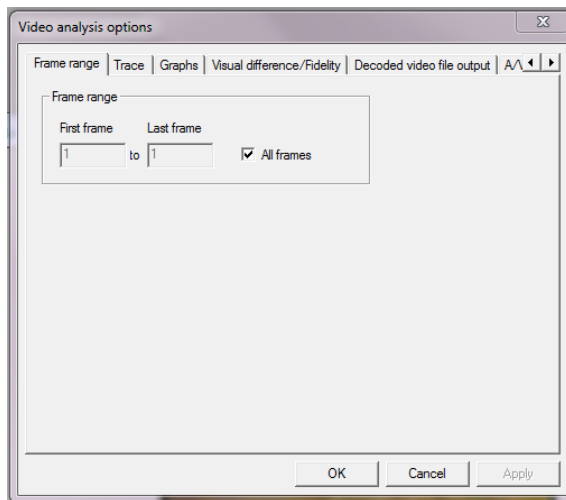 Video analysis options
Frame range Trace Graphs Visual difference/Fidelity Decoded video file output
Frame range
First frame Last frame
1 to 1 All frames
OK Cancel Apply